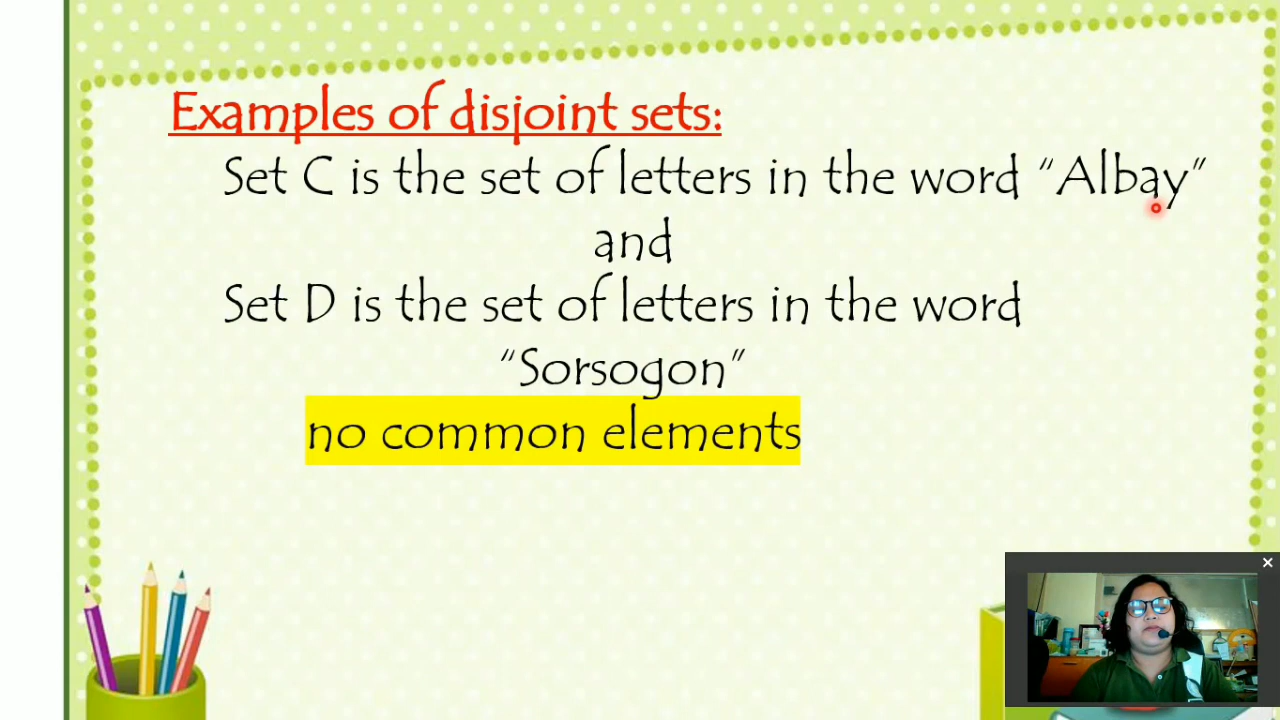 Examples of disjoint sets:
Set C is the set of letters in the word “Albay”
and
Set D is the set of letters in the word
“Sorsogon”
no common elements